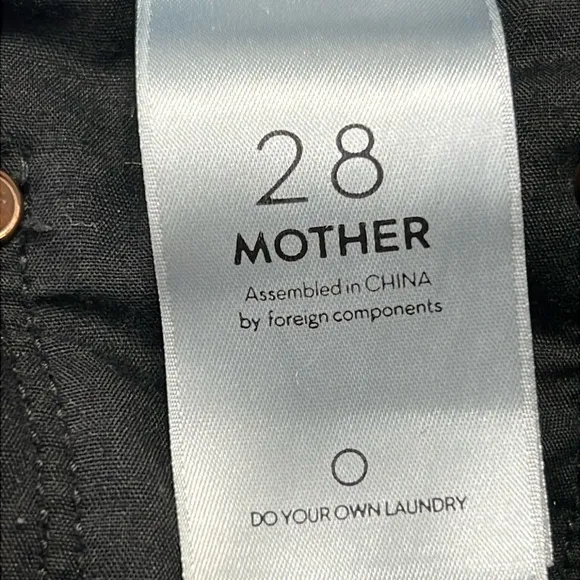 28
MOTHER
Assembled in CHINA
by foreign components
DO YOUR OWN LAUNDRY